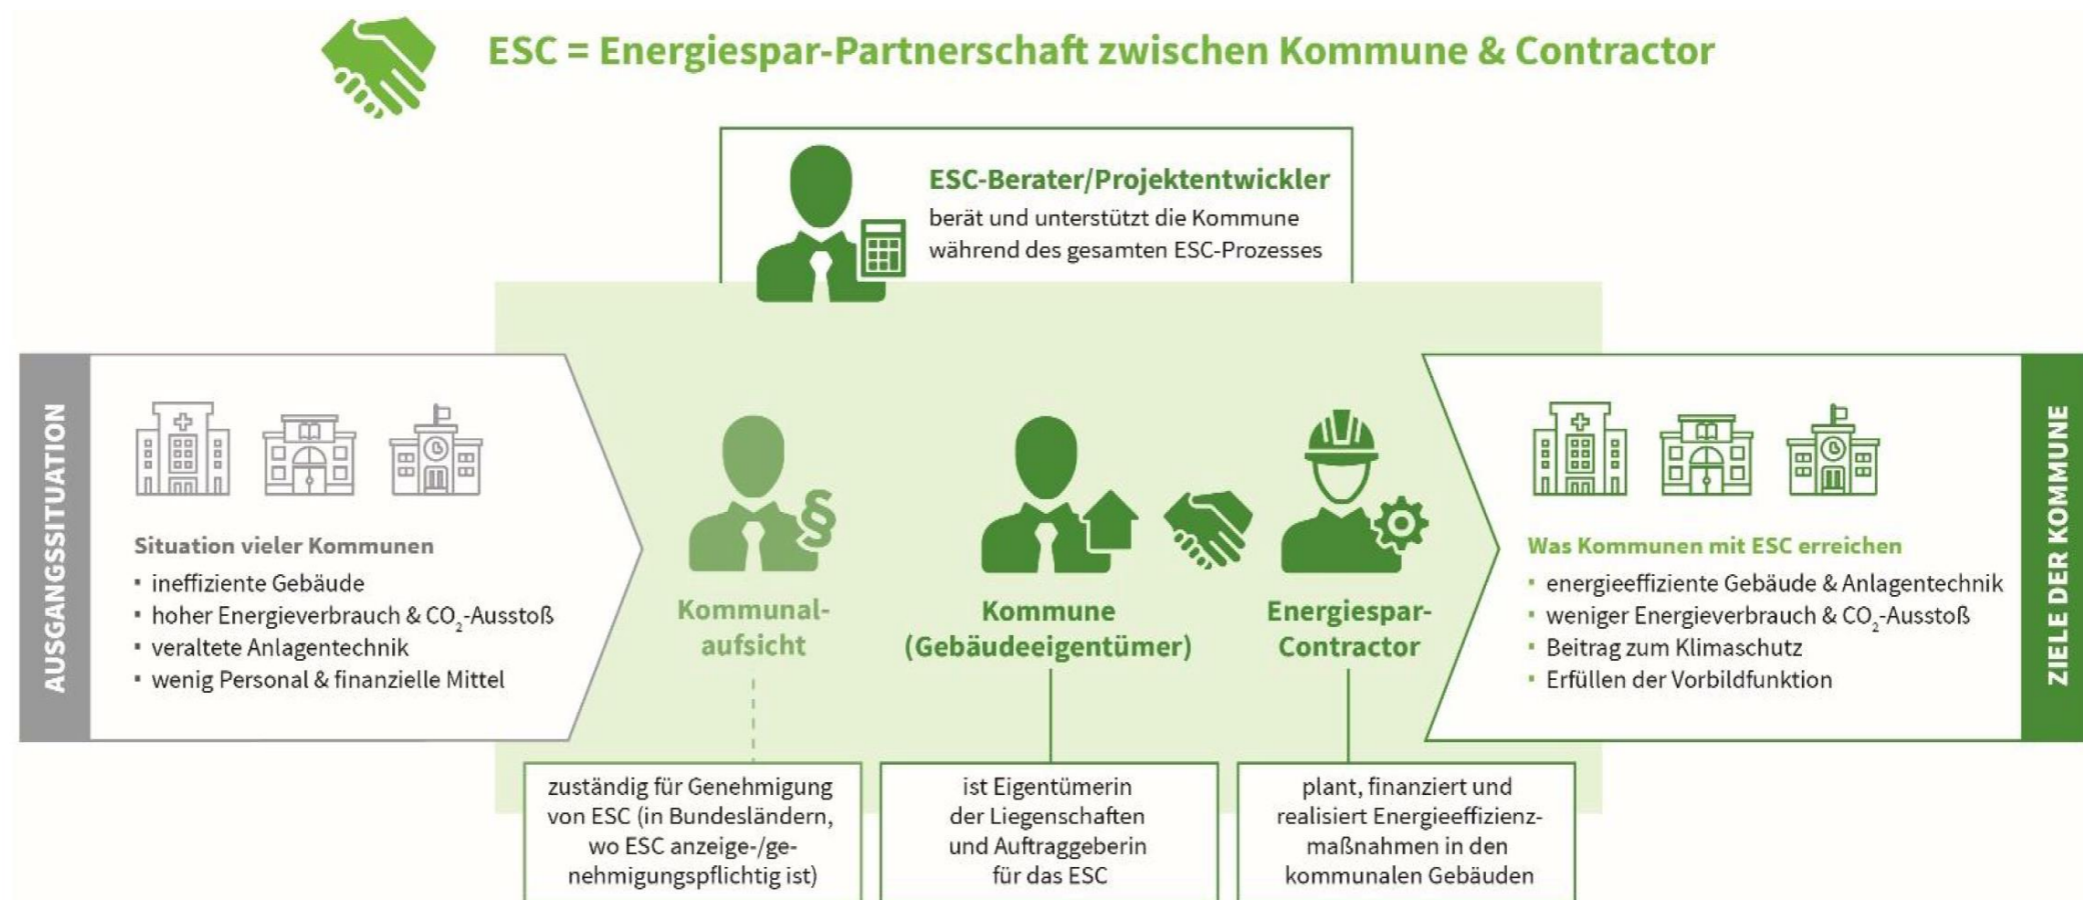 ESC = Energiespar-Partnerschaft zwischen Kommune & Contractor
ESC-Berater/Projektentwickler
berät und unterstützt die Kommune
während des gesamten ESC-Prozesses
AUSGANGSSITUATION
Situation vieler Kommunen
▪ ineffiziente Gebäude
▪ hoher Energieverbrauch & CO₂-Ausstoß
▪ veraltete Anlagentechnik
▪ wenig Personal & finanzielle Mittel
§
Kommunal-
aufsicht
zuständig für Genehmigung
von ESC (in Bundesländern,
wo ESC anzeige-/ge-
nehmigungspflichtig ist)
Kommune
(Gebäudeeigentümer)
ist Eigentümerin
der Liegenschaften
und Auftraggeberin
für das ESC
Energiespar-
Contractor
plant, finanziert und
realisiert Energieeffizienz-
maßnahmen in den
kommunalen Gebäuden
Was Kommunen mit ESC erreichen
▪ energieeffiziente Gebäude & Anlagentechnik
▪ weniger Energieverbrauch & CO₂-Ausstoß
▪ Beitrag zum Klimaschutz
▪ Erfüllen der Vorbildfunktion
ZIELE DER KOMMUNE